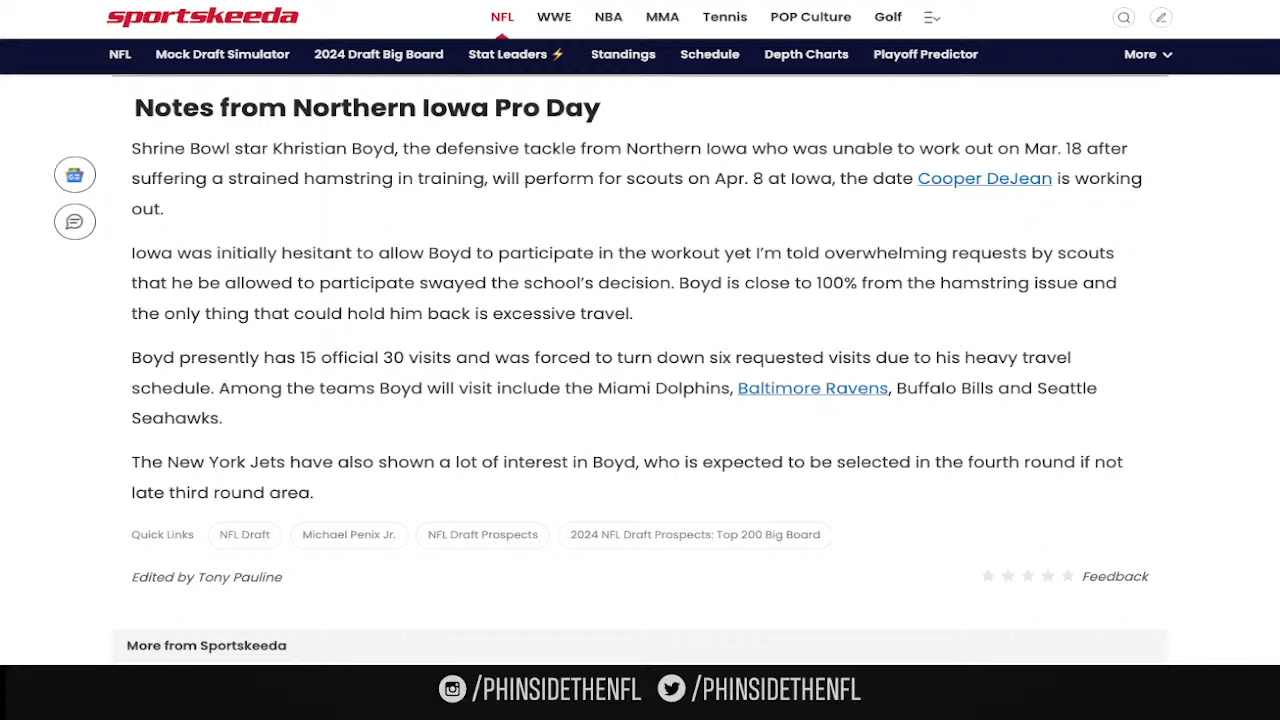 sportskeeda
NFL WWE NBA MMA Tennis POP Culture Golf
NFL Mock Draft Simulator 2024 Draft Big Board Stat Leaders ⚡ Standings Schedule Depth Charts Playoff Predictor More
Notes from Northern Iowa Pro Day
Shrine Bowl star Khristian Boyd, the defensive tackle from Northern Iowa who was unable to work out on Mar. 18 after
suffering a strained hamstring in training, will perform for scouts on Apr. 8 at Iowa, the date Cooper DeJean is working
out.
Iowa was initially hesitant to allow Boyd to participate in the workout yet I'm told overwhelming requests by scouts
that he be allowed to participate swayed the school's decision. Boyd is close to 100% from the hamstring issue and
the only thing that could hold him back is excessive travel.
Boyd presently has 15 official 30 visits and was forced to turn down six requested visits due to his heavy travel
schedule. Among the teams Boyd will visit include the Miami Dolphins, Baltimore Ravens, Buffalo Bills and Seattle
Seahawks.
The New York Jets have also shown a lot of interest in Boyd, who is expected to be selected in the fourth round if not
late third round area.
Quick Links NFL Draft Michael Penix Jr. NFL Draft Prospects 2024 NFL Draft Prospects: Top 200 Big Board
Edited by Tony Pauline Feedback
More from Sportskeeda
/PHINSIDETHENFL /PHINSIDETHENFL